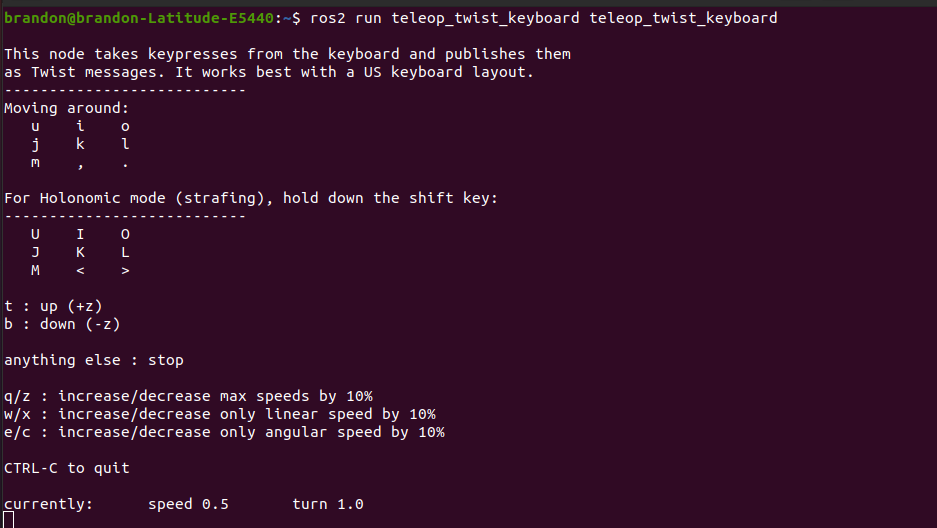 brandon@brandon-Latitude-E5440:~$ ros2 run teleop_twist_keyboard teleop_twist_keyboard
This node takes keypresses from the keyboard and publishes them
as Twist messages. It works best with a US keyboard layout.
---------------------------
Moving around:
u i o
j k l
m , .
For Holonomic mode (strafing), hold down the shift key:
---------------------------
U I O
J K L
M < >
t : up (+z)
b : down (-z)
anything else : stop
q/z : increase/decrease max speeds by 10%
w/x : increase/decrease only linear speed by 10%
e/c : increase/decrease only angular speed by 10%
CTRL-C to quit
currently: speed 0.5 turn 1.0